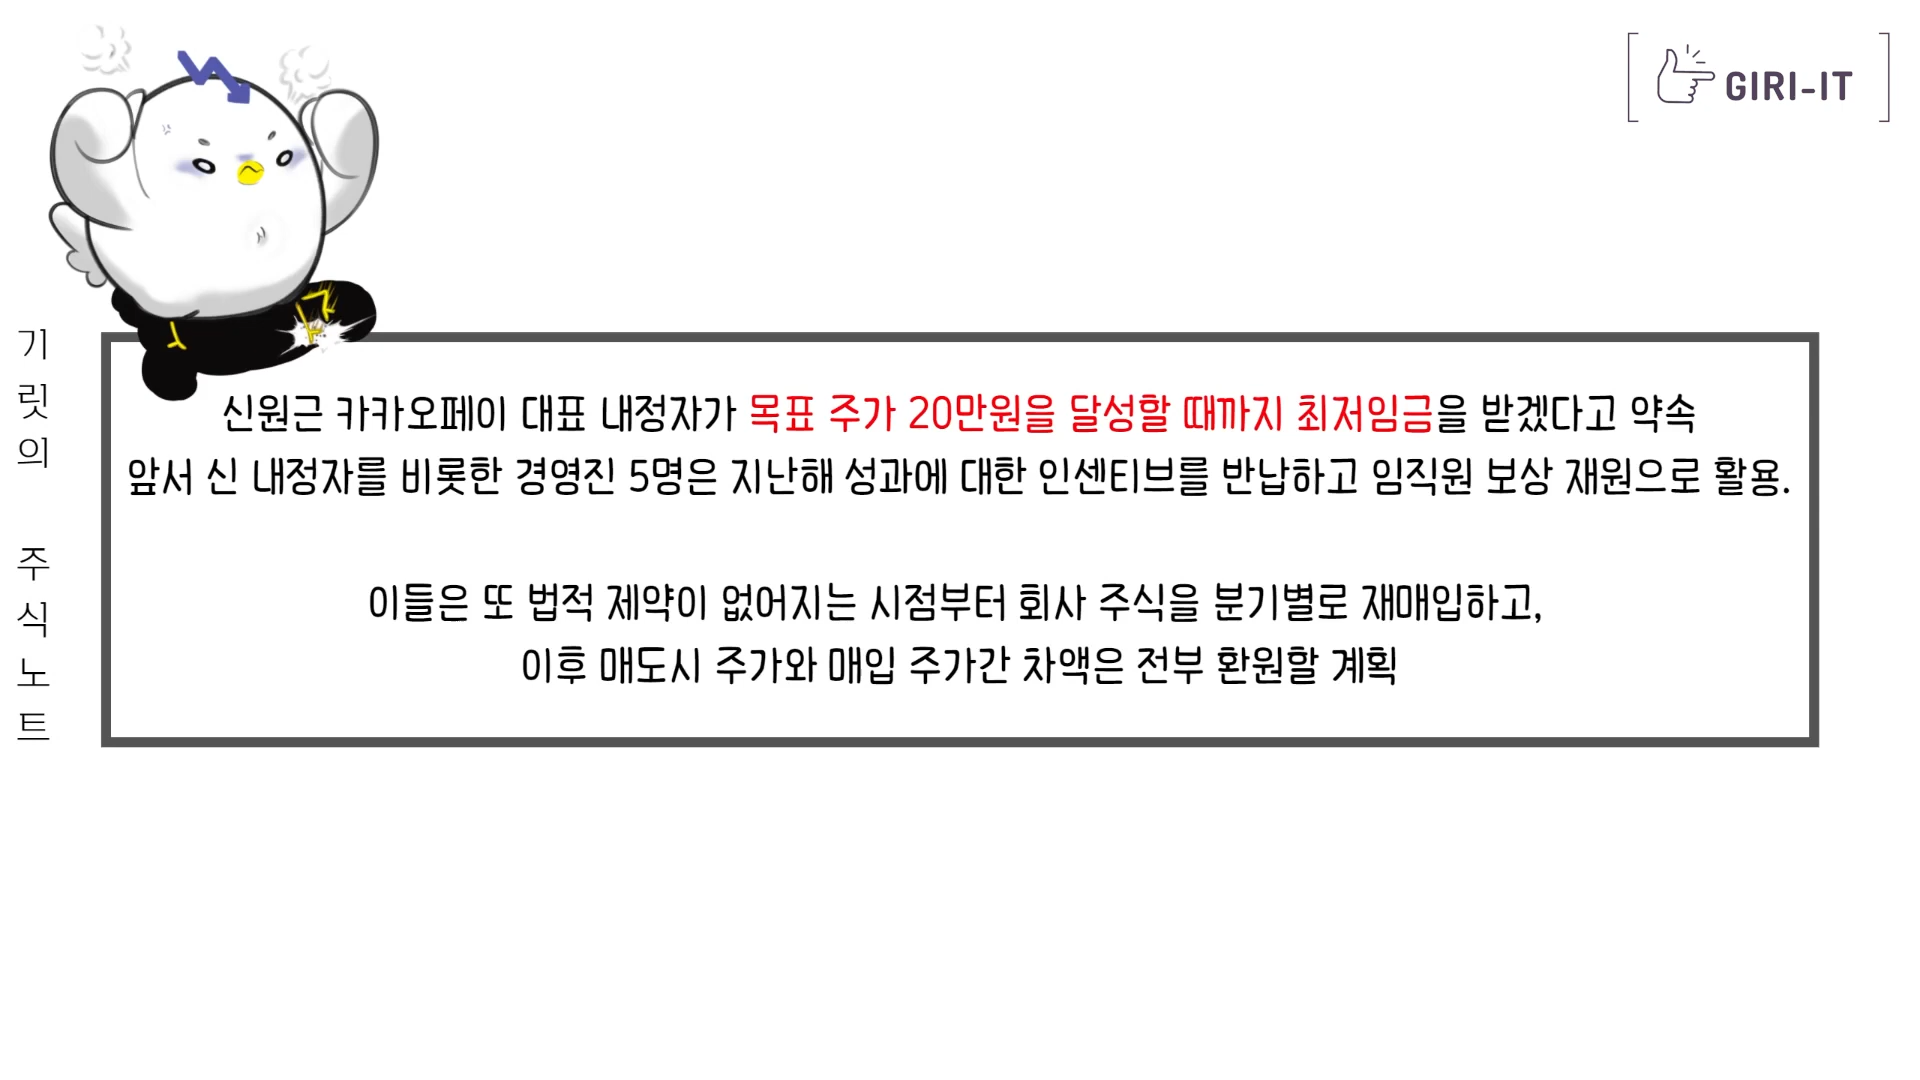 GIRI-IT
기릿의 주식노트
신원근 카카오페이 대표 내정자가 목표 주가 20만원을 달성할 때까지 최저임금을 받겠다고 약속
앞서 신 내정자를 비롯한 경영진 5명은 지난해 성과에 대한 인센티브를 반납하고 임직원 보상 재원으로 활용.
이들은 또 법적 제약이 없어지는 시점부터 회사 주식을 분기별로 재매입하고,
이후 매도시 주가와 매입 주가간 차액은 전부 환원할 계획